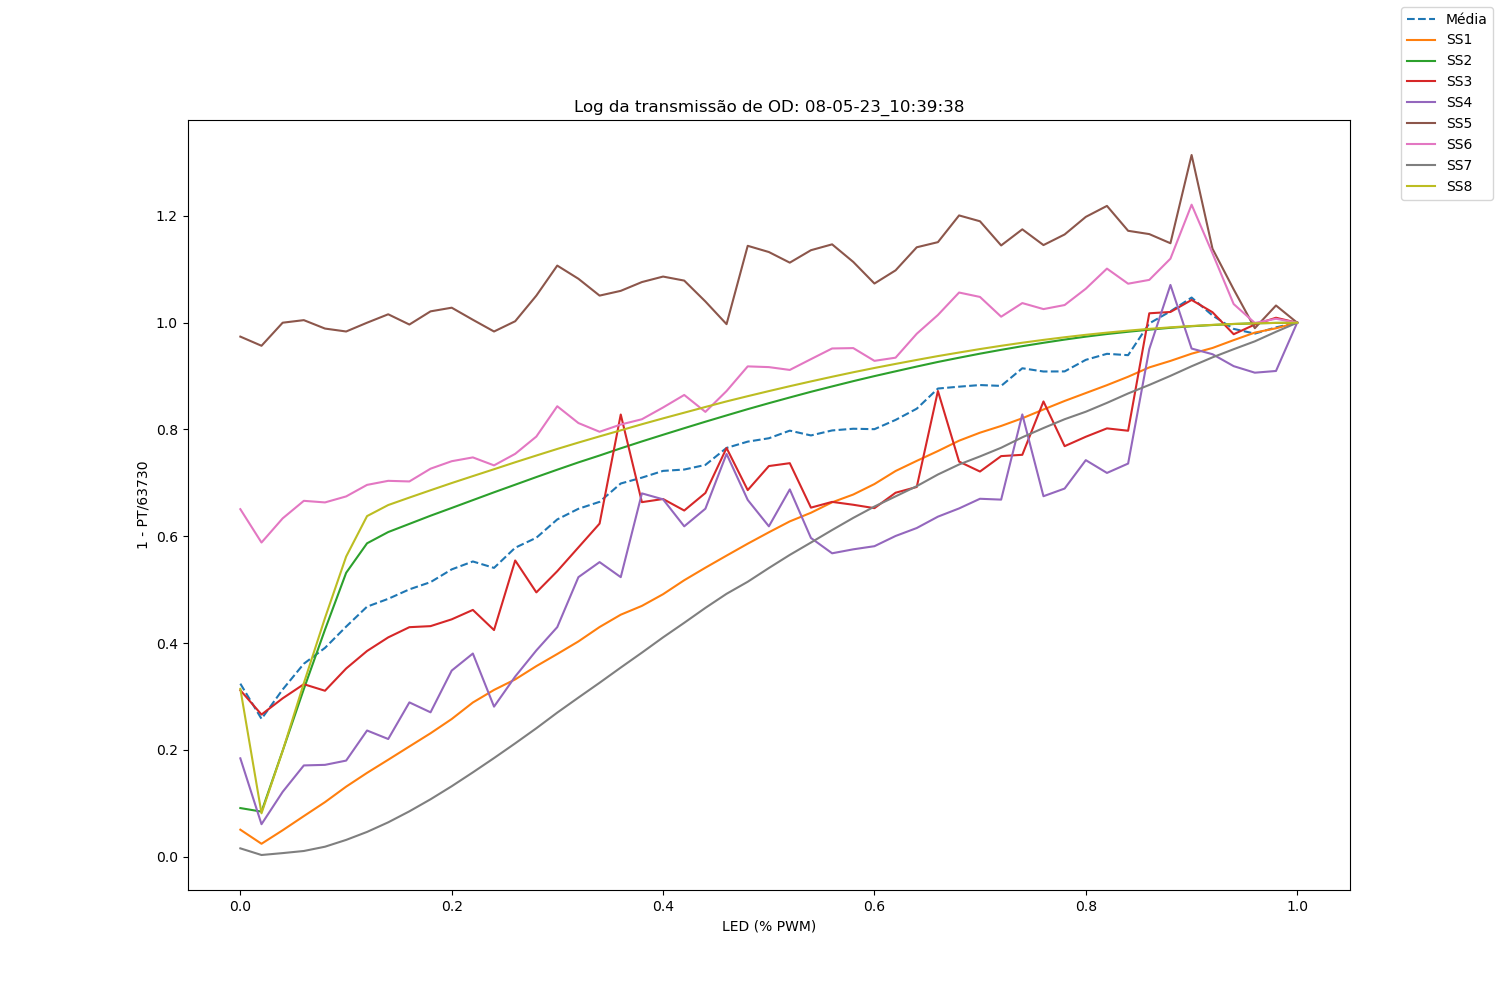 Média
SS1
SS2
SS3
SS4
SS5
SS6
SS7
SS8
Log da transmissão de OD: 08-05-23_10:39:38
1 - PT/63730
1.2
1.0
0.8
0.6
0.4
0.2
0.0
0.0 0.2 0.4 0.6 0.8 1.0
LED (% PWM)